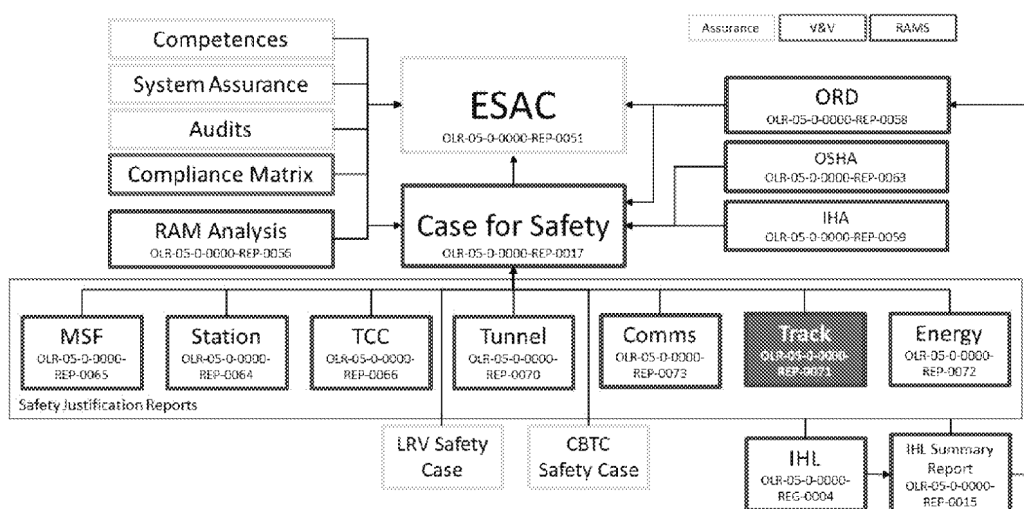 Competences
System Assurance
Audits
Compliance Matrix
RAM Analysis
OLR-05-0-0000-REP-0056
ESAC
OLR-05-0-0000-REP-0051
Case for Safety
OLR-05-0-0000-REP-0017
Assurance
V&V
RAMS
ORD
OLR-05-0-0000-REP-0058
OSHA
OLR-05-0-0000-REP-0063
IHA
OLR-05-0-0000-REP-0059
MSF
OLR-05-0-0000-
REP-0065
Station
OLR-05-0-0000-
REP-0064
TCC
OLR-05-0-0000-
REP-0066
Tunnel
OLR-05-0-0000-
REP-0070
Comms
OLR-05-0-0000-
REP-0073
Track
OLR-05-0-0000-
REP-0071
Energy
OLR-05-0-0000-
REP-0072
Safety Justification Reports
LRV Safety
Case
CBTC
Safety Case
IHL
OLR-05-0-0000-
REG-0004
IHL Summary
Report
OLR-05-0-0000-
REP-0015